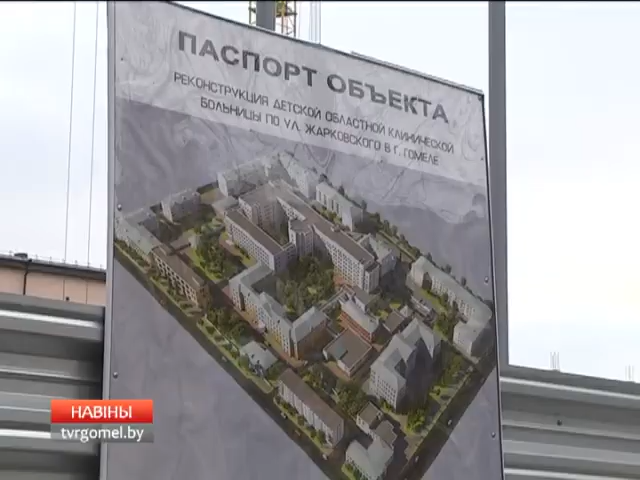 ПАСПОРТ ОБЪЕКТА
РЕКОНСТРУКЦИЯ ДЕТСКОЙ ОБЛАСТНОЙ КЛИНИЧЕСКОЙ
БОЛЬНИЦЫ ПО УЛ. ЖАРКОВСКОГО В Г. ГОМЕЛЕ
НАВІНЫ
tvrgomel.by